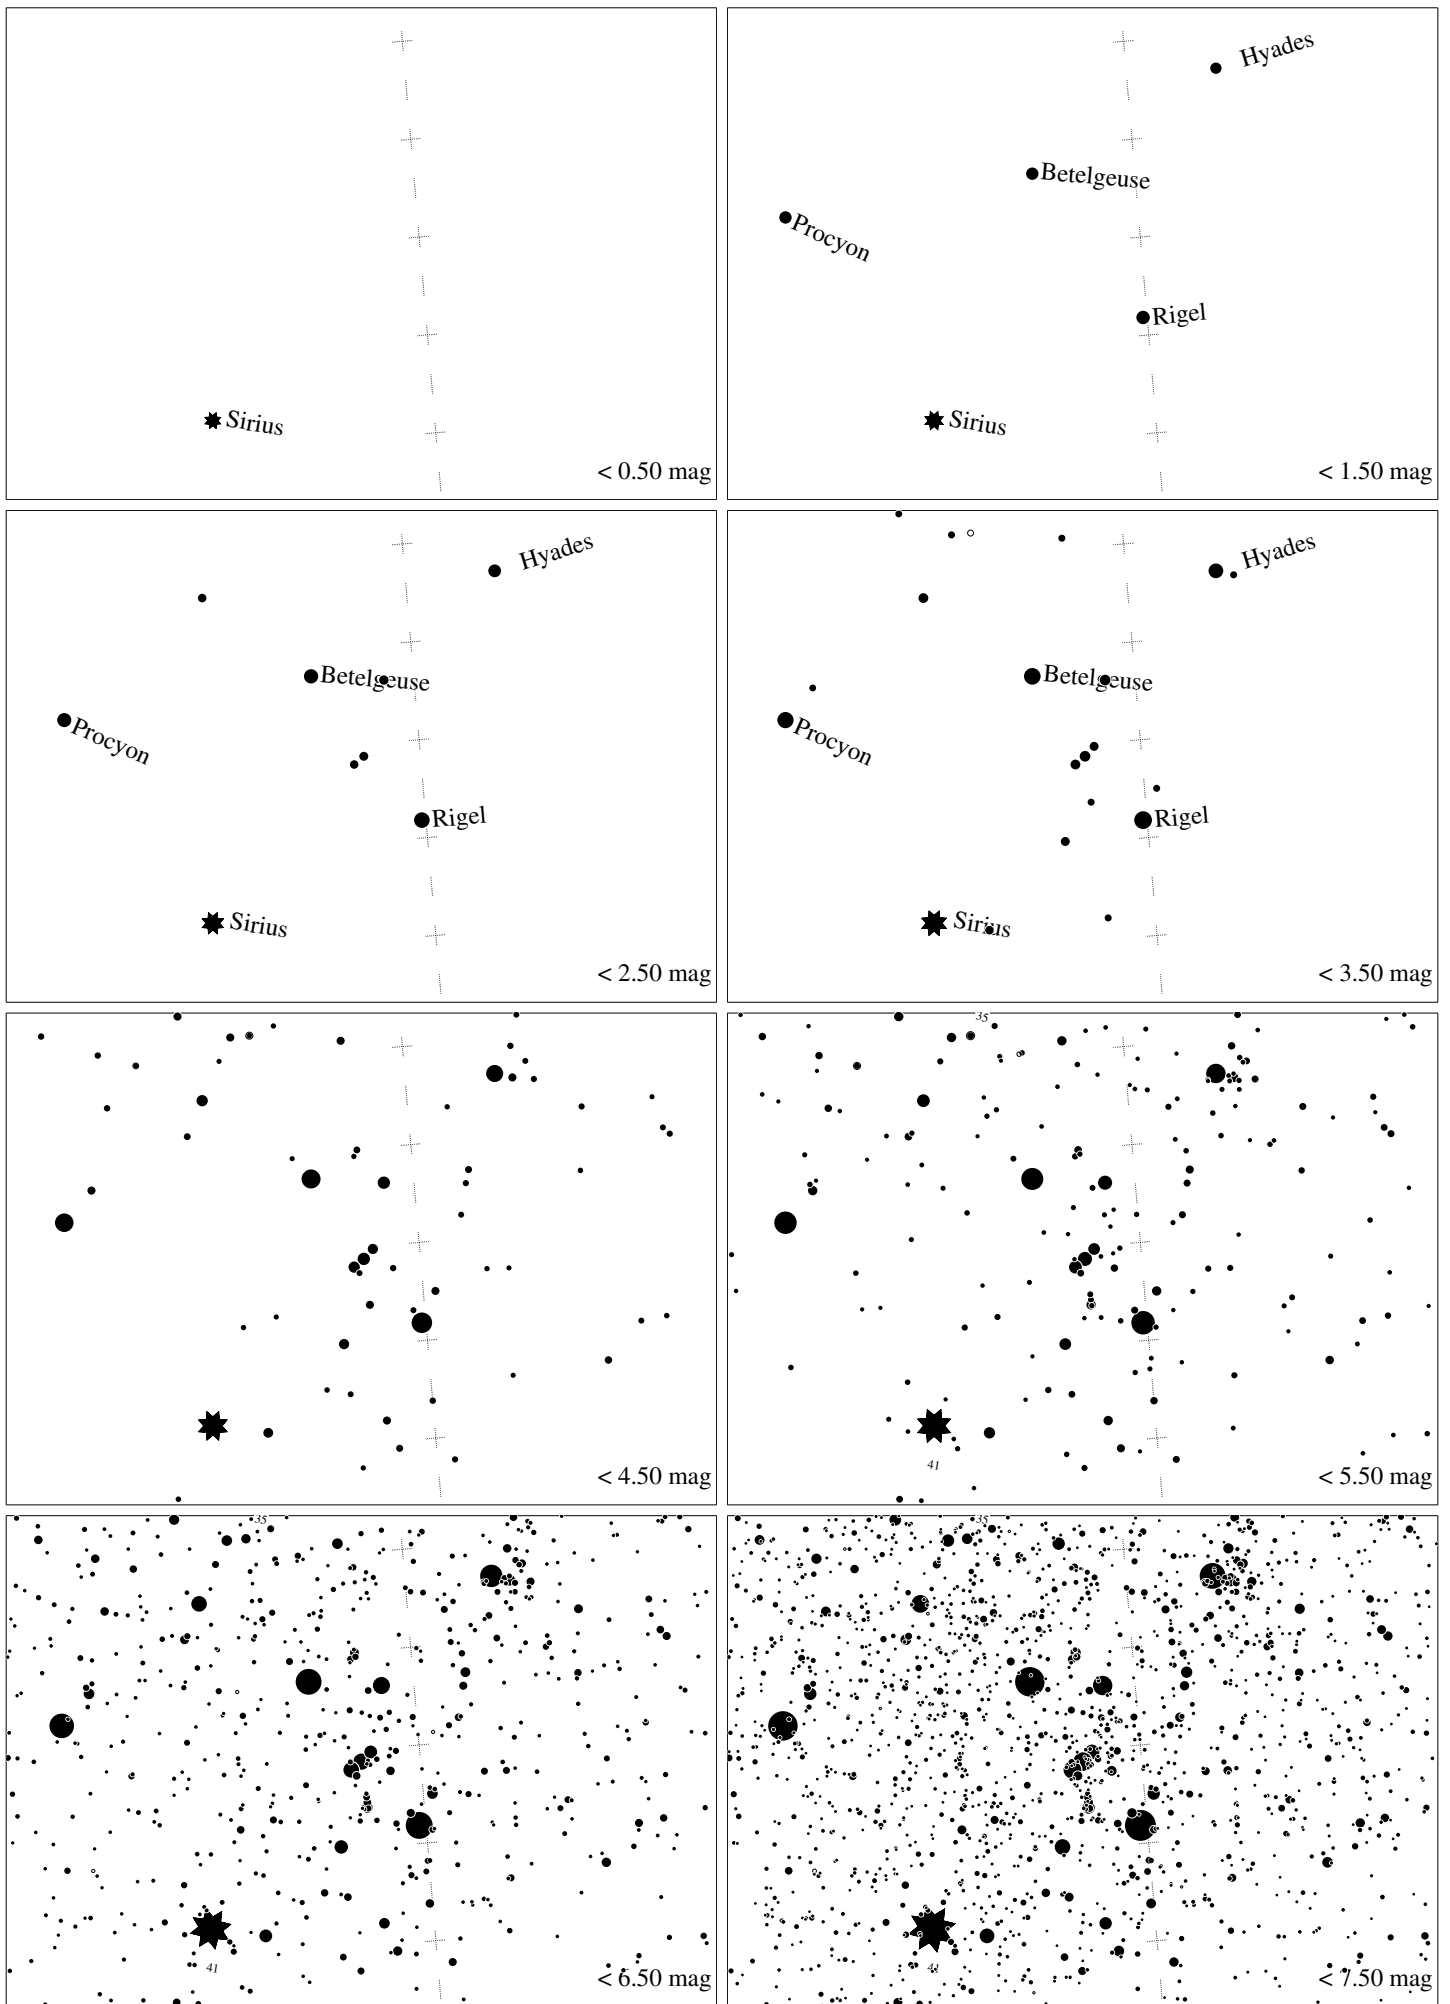 Sirius
< 0.50 mag
Hyades
Betelgeuse
Procyon
Rigel
Sirius
< 1.50 mag
Hyades
Betelgeuse
Procyon
Rigel
Sirius
< 2.50 mag
Hyades
Betelgeuse
Procyon
Rigel
Sirius
< 3.50 mag
< 4.50 mag
35
41
< 5.50 mag
35
41
< 6.50 mag
35
41
< 7.50 mag